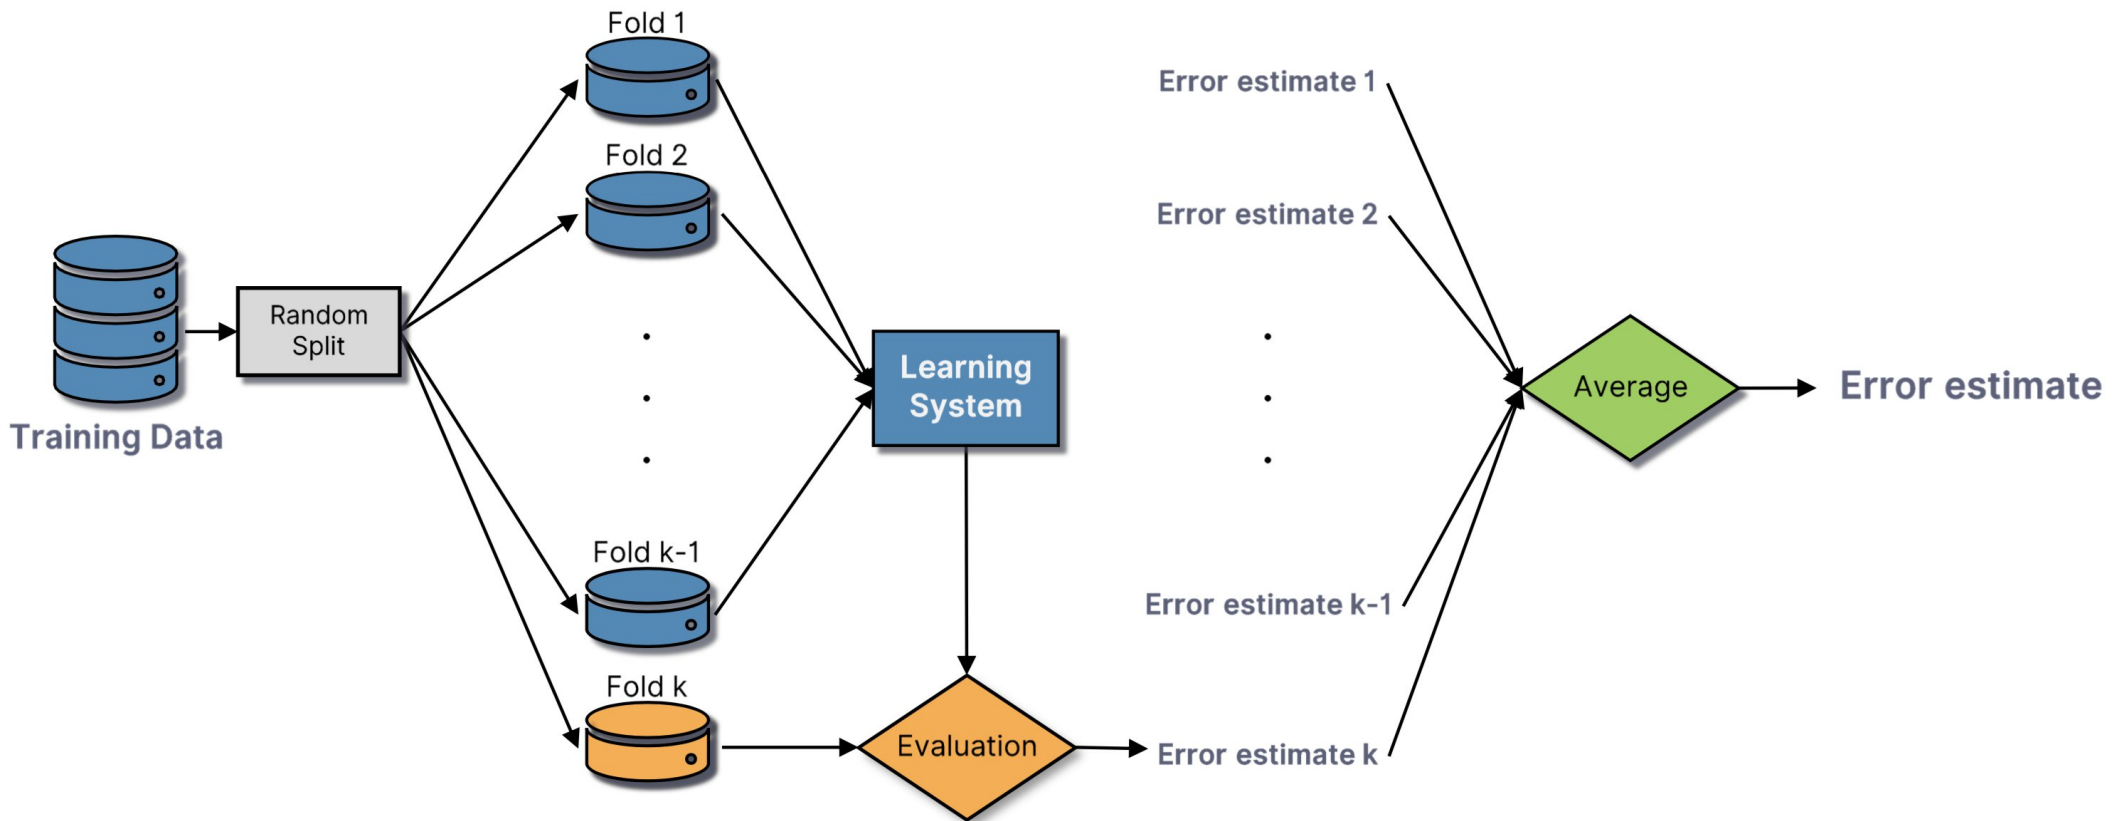 Fold 1
Error estimate 1
Fold 2
Error estimate 2
Random
Split
Training Data
Learning
System
Average
Error estimate
Fold k-1
Error estimate k-1
Fold k
Evaluation
Error estimate k